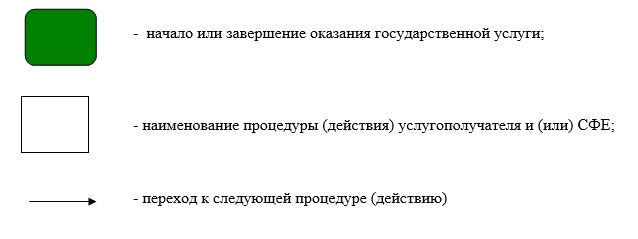 - начало или завершение оказания государственной услуги;
- наименование процедуры (действия) услугополучателя и (или) СФЕ;
- переход к следующей процедуре (действию)